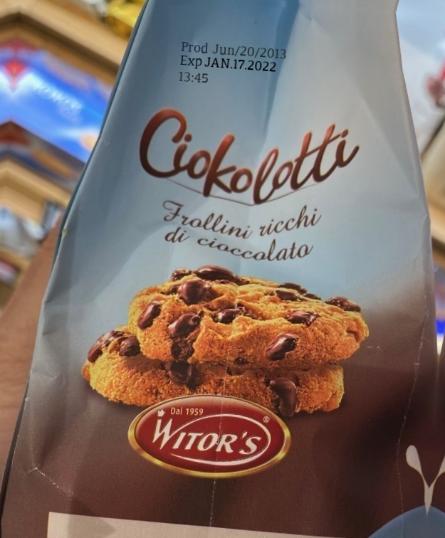 Prod Jun/20/2013
Exp JAN.17.2022
13:45
Ciokolotti
Frollini ricchi
di cioccolato
Dal 1959
WITOR'S
®